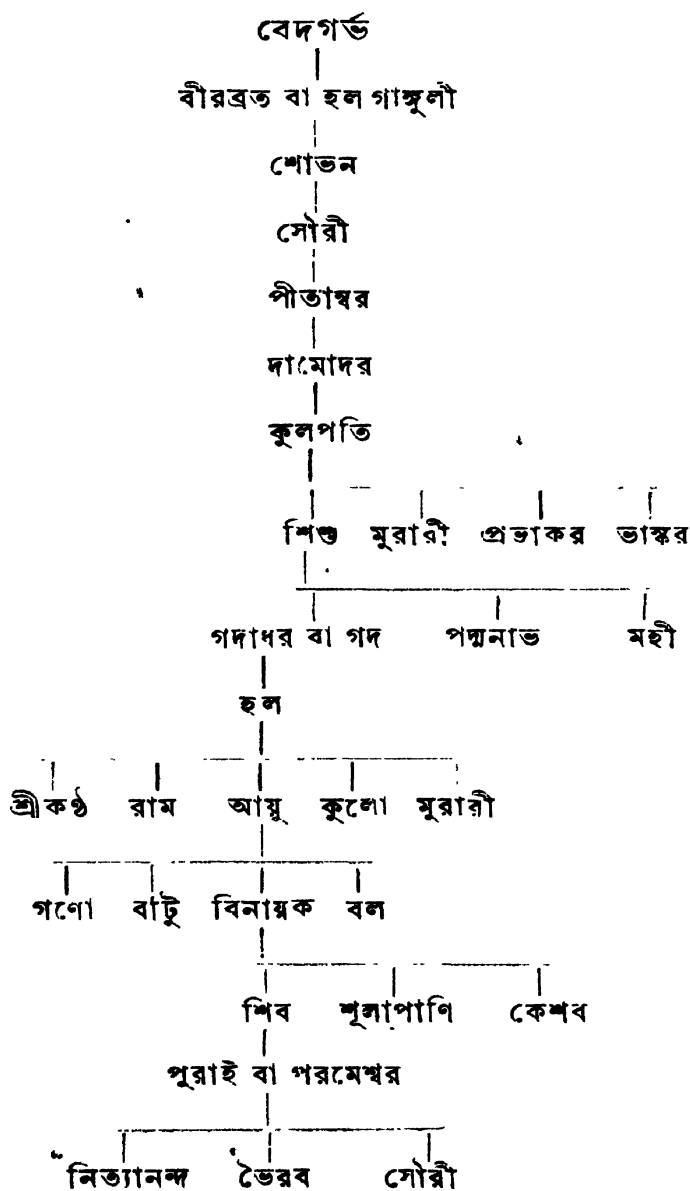 বেদগর্ভ
বীরব্রত বা হল গাঙ্গুলী
শোভন
সৌরী
পীতাম্বর
দামোদর
কুলপতি
শিশু মুরারী প্রভাকর ভাস্কর
গদাধর বা গদ পদ্মনাভ মহী
হল
শ্রীকণ্ঠ রাম আয়ূ কুলো মুরারী
গণো বাটু বিনায়ক বল
শিব শূলাপাণি কেশব
পুরাই বা পরমেশ্বর
নিত্যানন্দ ভৈরব সৌরী